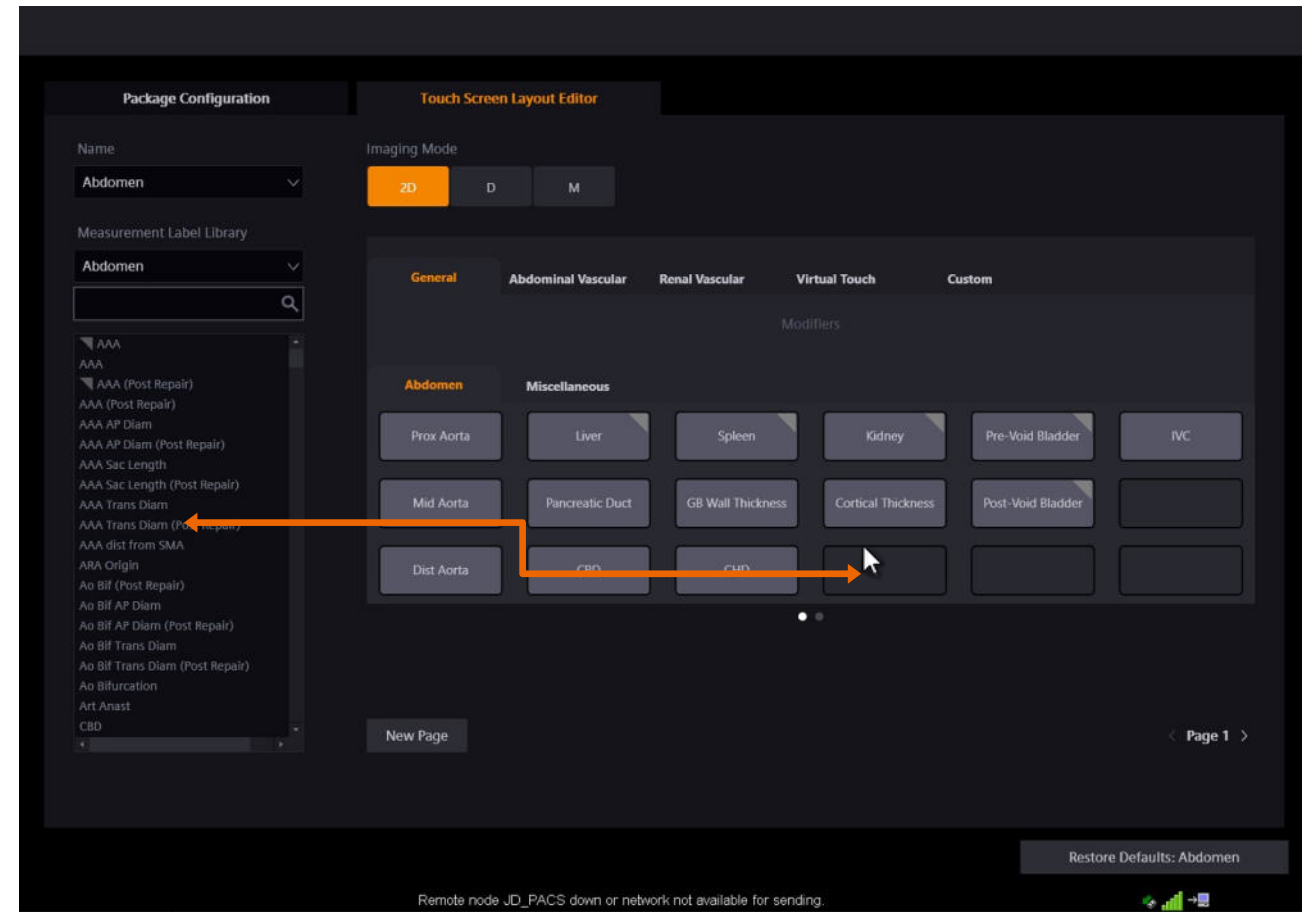 Package Configuration
Touch Screen Layout Editor
Name
Abdomen
Measurement Label Library
Abdomen
AAA
AAA
AAA (Post Repair)
AAA (Post Repair)
AAA AP Diam
AAA AP Diam (Post Repair)
AAA Sac Length
AAA Sac Length (Post Repair)
AAA Trans Diam
AAA Trans Diam (Post Repair)
AAA dist from SMA
ARA Origin
Ao Bif (Post Repair)
Ao Bif AP Diam
Ao Bif AP Diam (Post Repair)
Ao Bif Trans Diam
Ao Bif Trans Diam (Post Repair)
Ao Bifurcation
Art Anast
CBD
Imaging Mode
2D D M
General Abdominal Vascular Renal Vascular Virtual Touch Custom
Modifiers
Abdomen Miscellaneous
Prox Aorta Liver Spleen Kidney Pre-Void Bladder IVC
Mid Aorta Pancreatic Duct GB Wall Thickness Cortical Thickness Post-Void Bladder
Dist Aorta CBD CHD
New Page
< Page 1 >
Restore Defaults: Abdomen
Remote node JD_PACS down or network not available for sending.